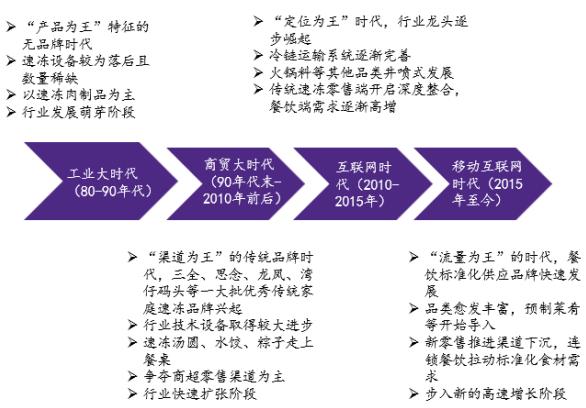 ➢ “产品为王”特征的
无品牌时代
➢ 速冻设备较为落后且
数量稀缺
➢ 以速冻肉制品为主
➢ 行业发展萌芽阶段
➢ “定位为王”时代，行业龙头逐
步崛起
➢ 冷链运输系统逐渐完善
➢ 火锅料等其他品类井喷式发展
➢ 传统速冻零售端开启深度整合，
餐饮端需求逐渐高增
工业大时代
（80-90年代）
商贸大时代
（90年代末-
2010年前后）
互联网时
代（2010-
2015年）
移动互联网
时代（2015
年至今）
➢ “渠道为王”的传统品牌时
代，三全、思念、龙凤、湾
仔码头等一大批优秀传统家
庭速冻品牌兴起
➢ 行业技术设备取得较大进步
➢ 速冻汤圆、水饺、粽子走上
餐桌
➢ 争夺商超零售渠道为主
➢ 行业快速扩张阶段
➢ “流量为王”的时代，餐
饮标准化供应品牌快速发
展
➢ 品类愈发丰富，预制菜肴
等开始导入
➢ 新零售推进渠道下沉，连
锁餐饮拉动标准化食材需
求
➢ 步入新的高速增长阶段